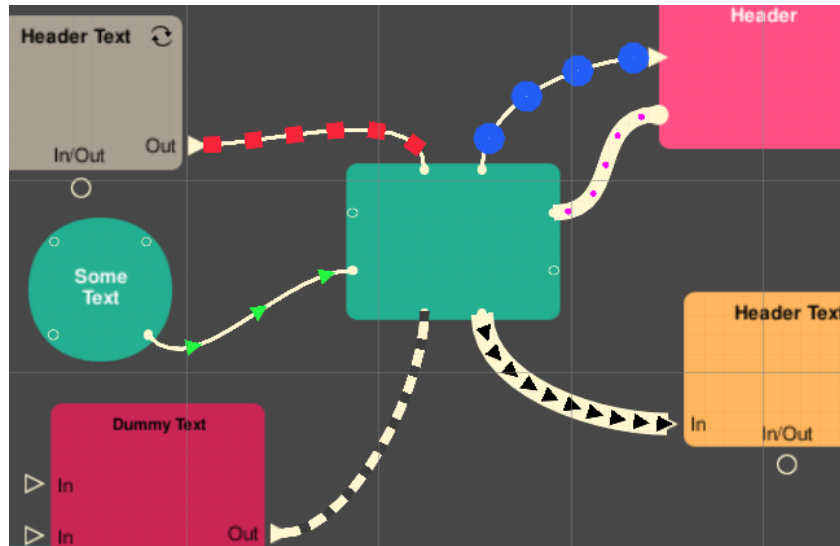 Header Text
Out
In/Out
Header
Some
Text
Header Text
In
In/Out
Dummy Text
In
Out
In